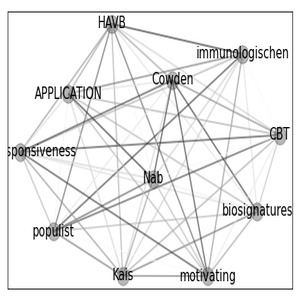 HAVB
immunologischen
Cowden
APPLICATION
CBT
sponsiveness
Nab
biosignatures
populist
Kais
motivating